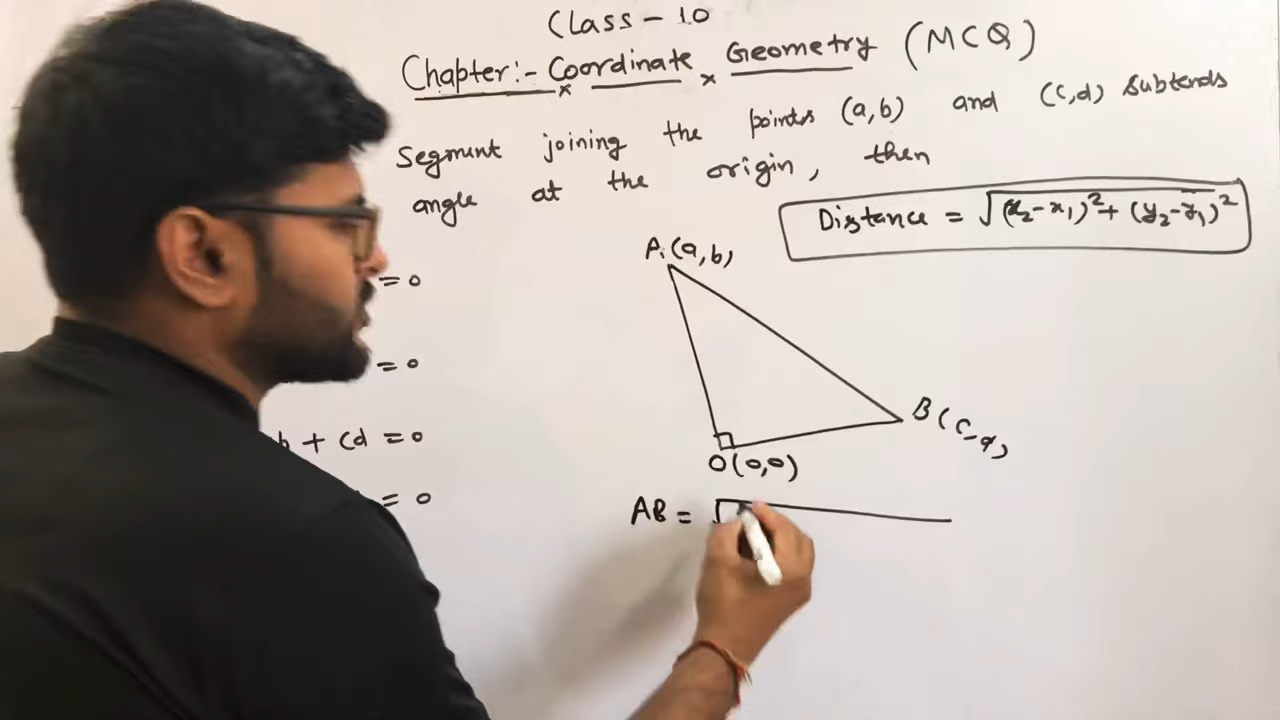 Class - 10
Chapter:- Coordinate Geometry (MCQ)
Segment joining the points (a,b) and (c,d) subtends
angle at the origin, then
Distance = √(x₂-x₁)²+(y₂-y₁)²
A (a,b)
= 0
= 0
B (c,d)
b + cd = 0
O(0,0)
= 0
AB = √